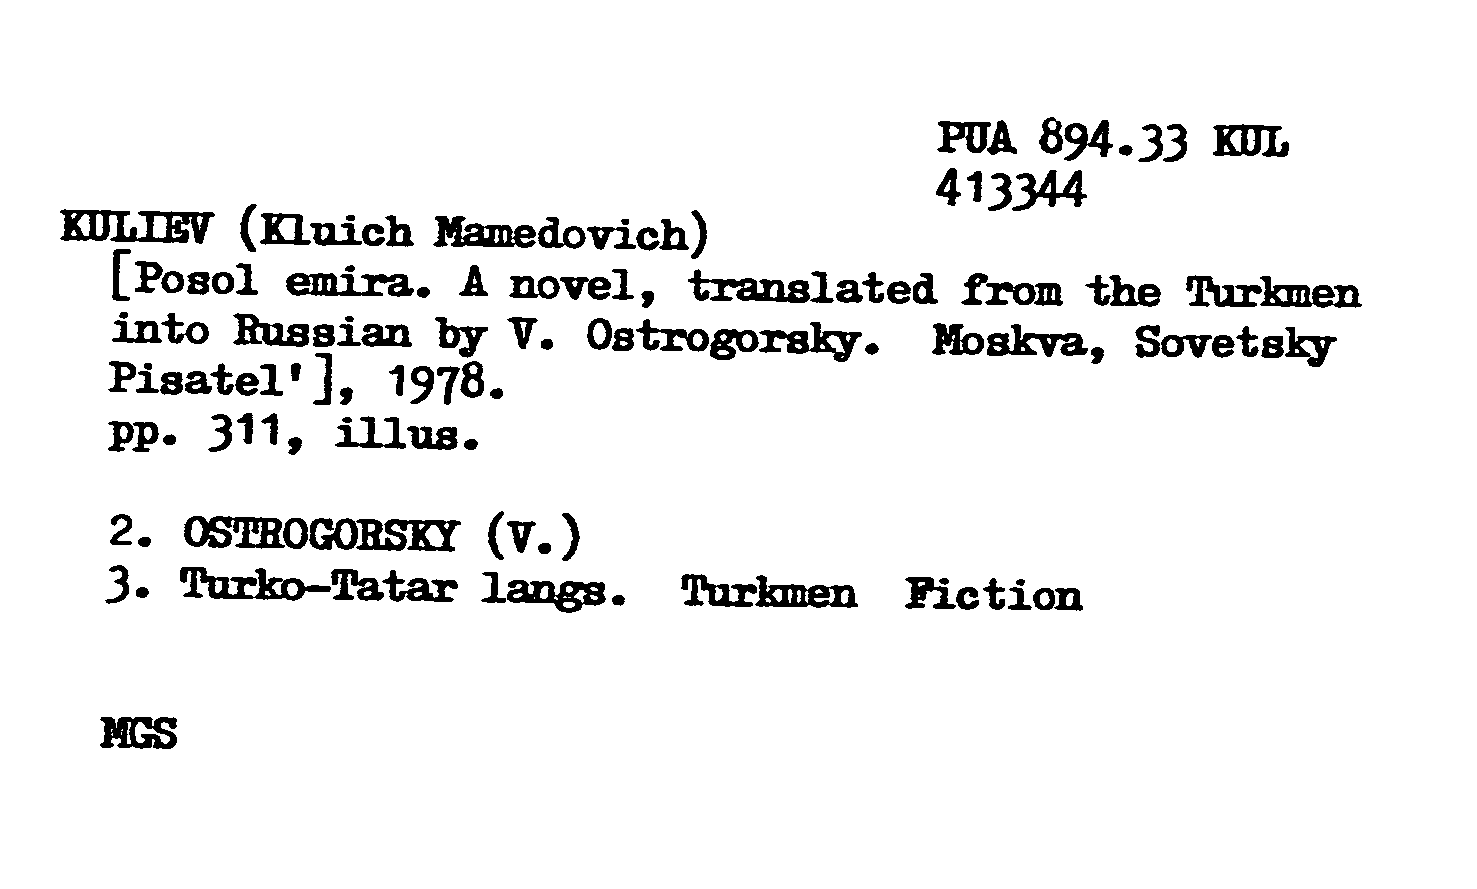 PUA 894.33 KUL
413344
KULIEV (Kluich Mamedovich)
[Posol emira. A novel, translated from the Turkmen
into Russian by V. Ostrogorsky. Moskva, Sovetsky
Pisatel'], 1978.
pp. 311, illus.
2. OSTROGORSKY (V.)
3. Turko-Tatar langs. Turkmen Fiction
MGS